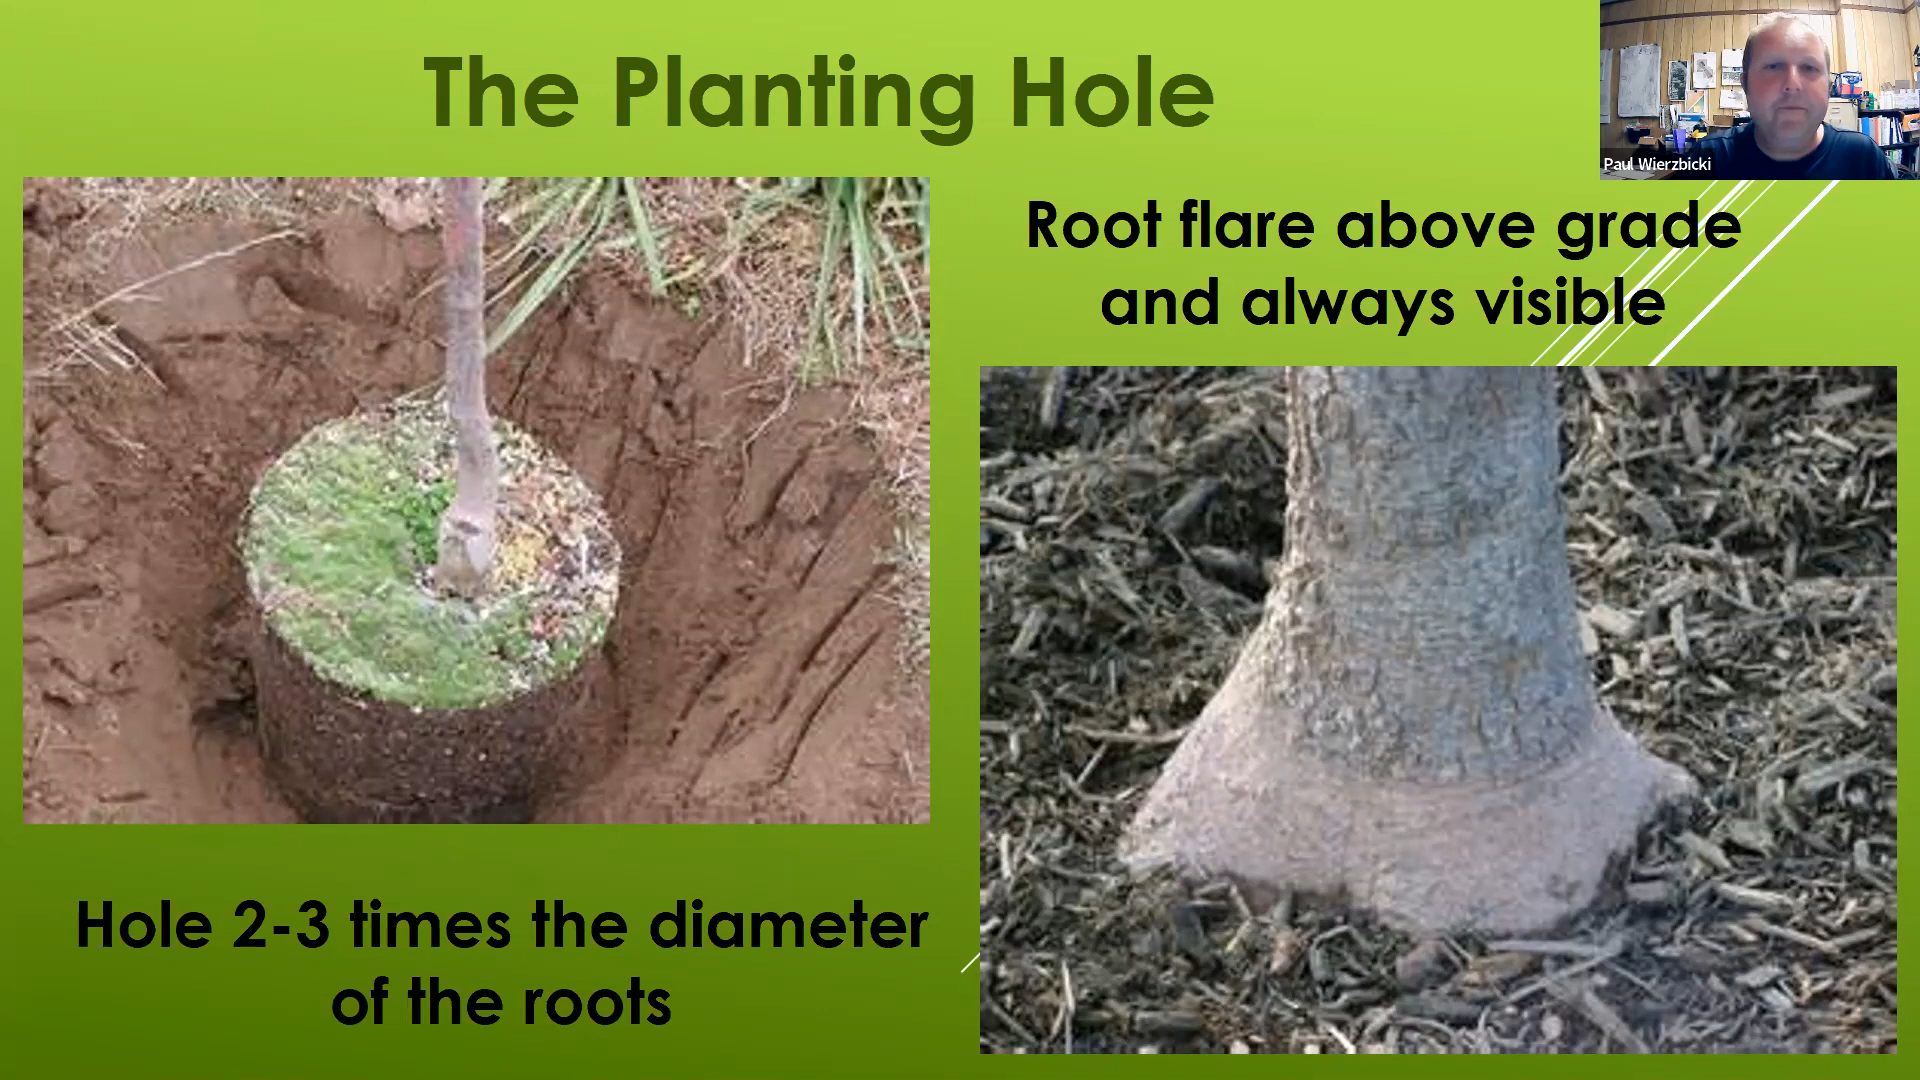 The Planting Hole
Paul Wierzbicki
Root flare above grade
and always visible
Hole 2-3 times the diameter
of the roots